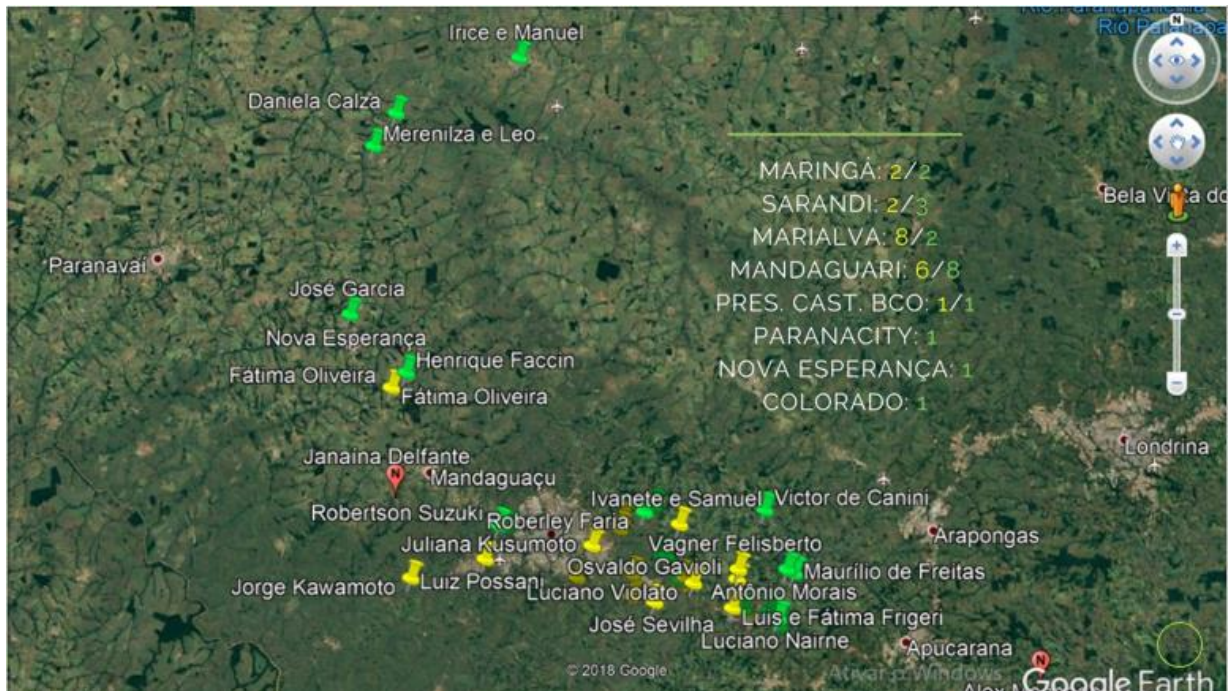 Rio Paranapa
N
Irice e Manuel
Daniela Calza
Merenilza e Leo
MARINGÁ: 2/2
SARANDI: 2/3
MARIALVA: 8/2
MANDAGUARI: 6/8
PRES. CAST. BCO: 1/1
PARANACITY: 1
NOVA ESPERANÇA: 1
COLORADO: 1
Bela Vista do
Paranavaí
José Garcia
Nova Esperança
Henrique Faccin
Fátima Oliveira
Fátima Oliveira
Londrina
Janaina Delfante
N
Mandaguaçu
Ivanete e Samuel
Victor de Canini
Robertson Suzuki
Roberley Faria
Arapongas
Juliana Kusumoto
Vagner Felisberto
Osvaldo Gavioli
Maurílio de Freitas
Jorge Kawamoto
Luiz Possani
Luciano Violato
Antônio Morais
José Sevilha
Luis e Fátima Frigeri
Luciano Nairne
Apucarana
N
© 2018 Google
Ativar o Windows
Google Earth